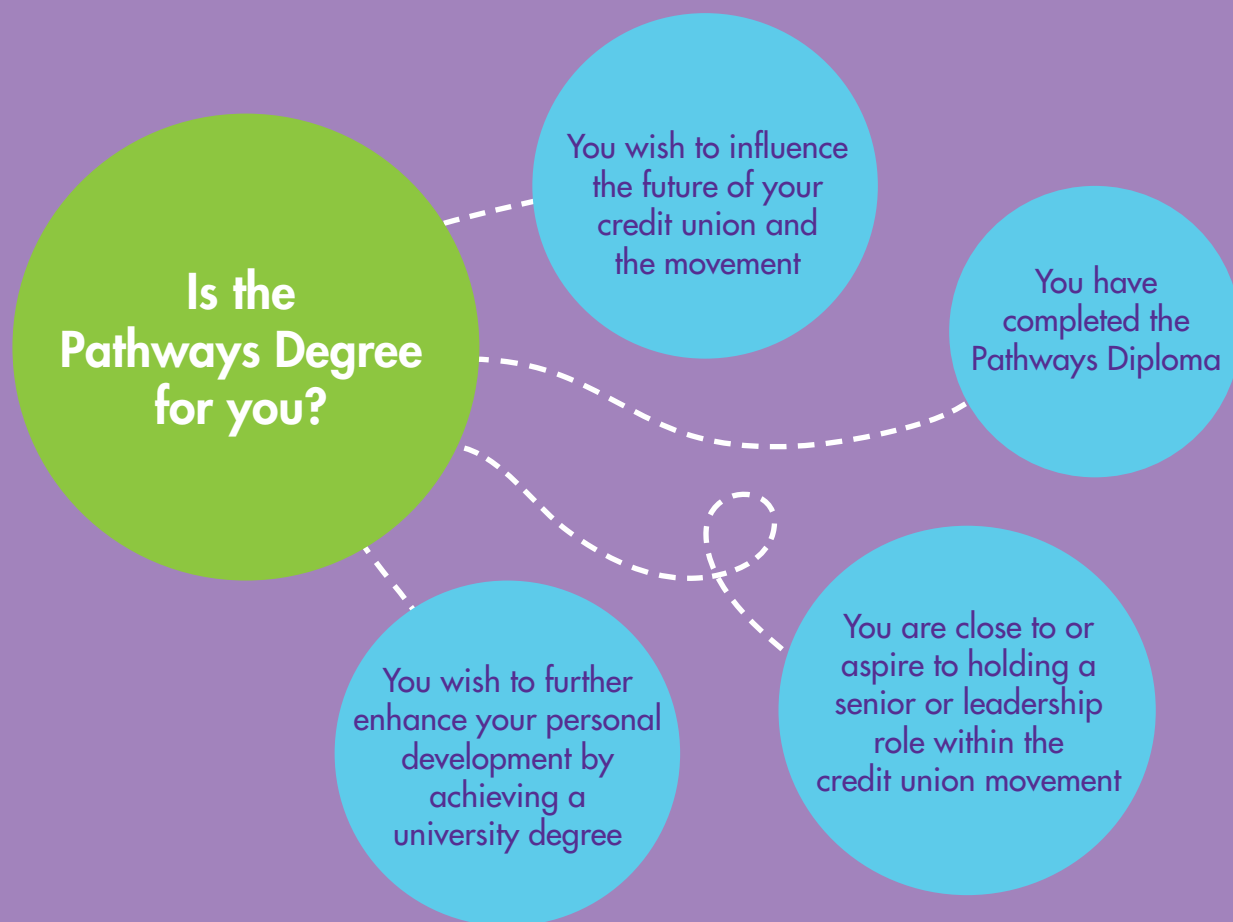 Is the
Pathways Degree
for you?
You wish to influence
the future of your
credit union and
the movement
You have
completed the
Pathways Diploma
You are close to or
aspire to holding a
senior or leadership
role within the
credit union movement
You wish to further
enhance your personal
development by
achieving a
university degree